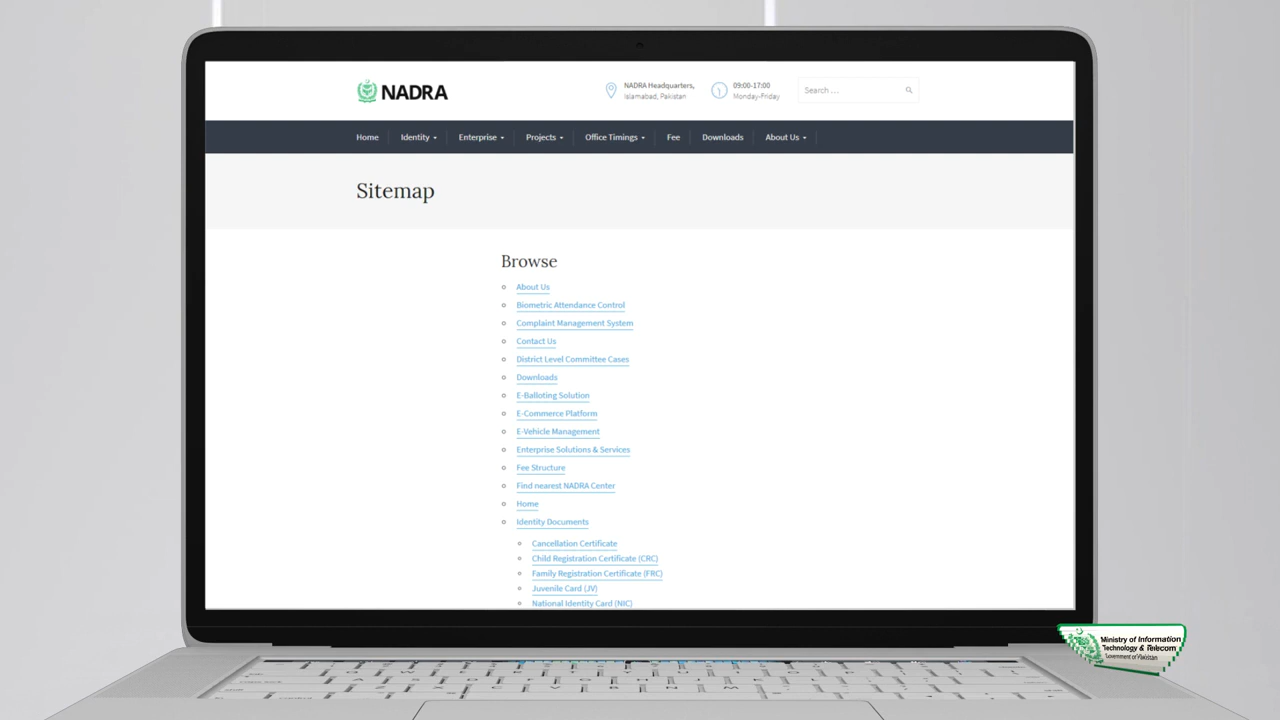 NADRA
NADRA Headquarters,
Islamabad, Pakistan
09:00-17:00
Monday-Friday
Search ...
Home
Identity
Enterprise
Projects
Office Timings
Fee
Downloads
About Us
Sitemap
Browse
About Us
Biometric Attendance Control
Complaint Management System
Contact Us
District Level Committee Cases
Downloads
E-Balloting Solution
E-Commerce Platform
E-Vehicle Management
Enterprise Solutions & Services
Fee Structure
Find nearest NADRA Center
Home
Identity Documents
Cancellation Certificate
Child Registration Certificate (CRC)
Family Registration Certificate (FRC)
Juvenile Card (JV)
National Identity Card (NIC)
Ministry of Information
Technology & Telecom
Government of Pakistan